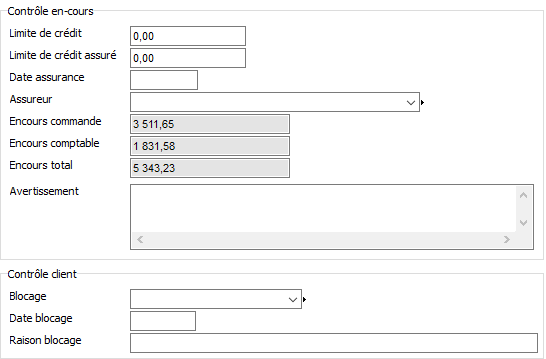 Contrôle en-cours
Limite de crédit 0,00
Limite de crédit assuré 0,00
Date assurance
Assureur
Encours commande 3 511,65
Encours comptable 1 831,58
Encours total 5 343,23
Avertissement
Contrôle client
Blocage
Date blocage
Raison blocage